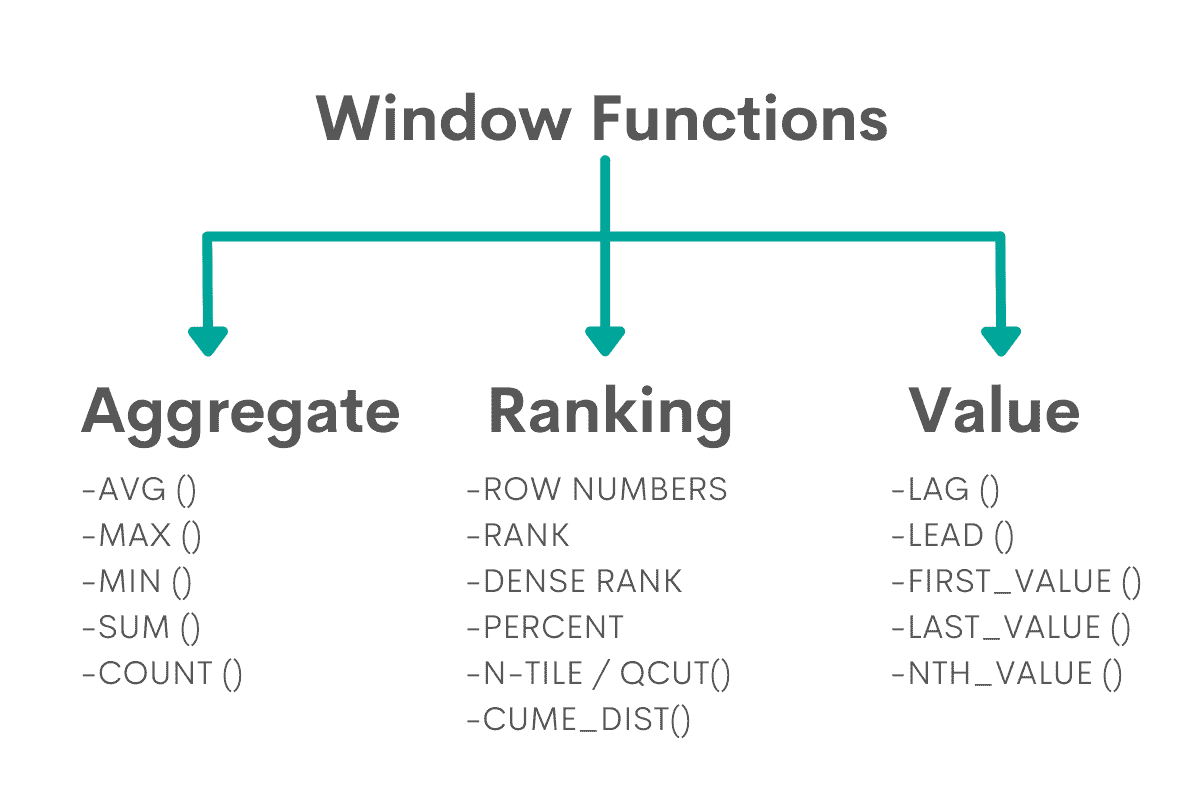 Window Functions
Aggregate
-AVG ()
-MAX ()
-MIN ()
-SUM ()
-COUNT ()
Ranking
-ROW NUMBERS
-RANK
-DENSE RANK
-PERCENT
-N-TILE / QCUT()
-CUME_DIST()
Value
-LAG ()
-LEAD ()
-FIRST_VALUE ()
-LAST_VALUE ()
-NTH_VALUE ()